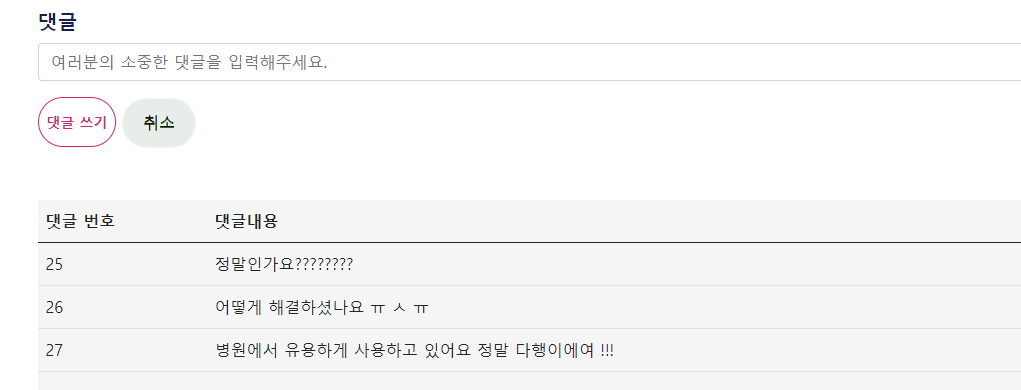 댓글
여러분의 소중한 댓글을 입력해주세요.
댓글 쓰기 취소
댓글 번호 댓글내용
25 정말인가요????????
26 어떻게 해결하셨나요 ㅠ ㅅ ㅠ
27 병원에서 유용하게 사용하고 있어요 정말 다행이에여 !!!